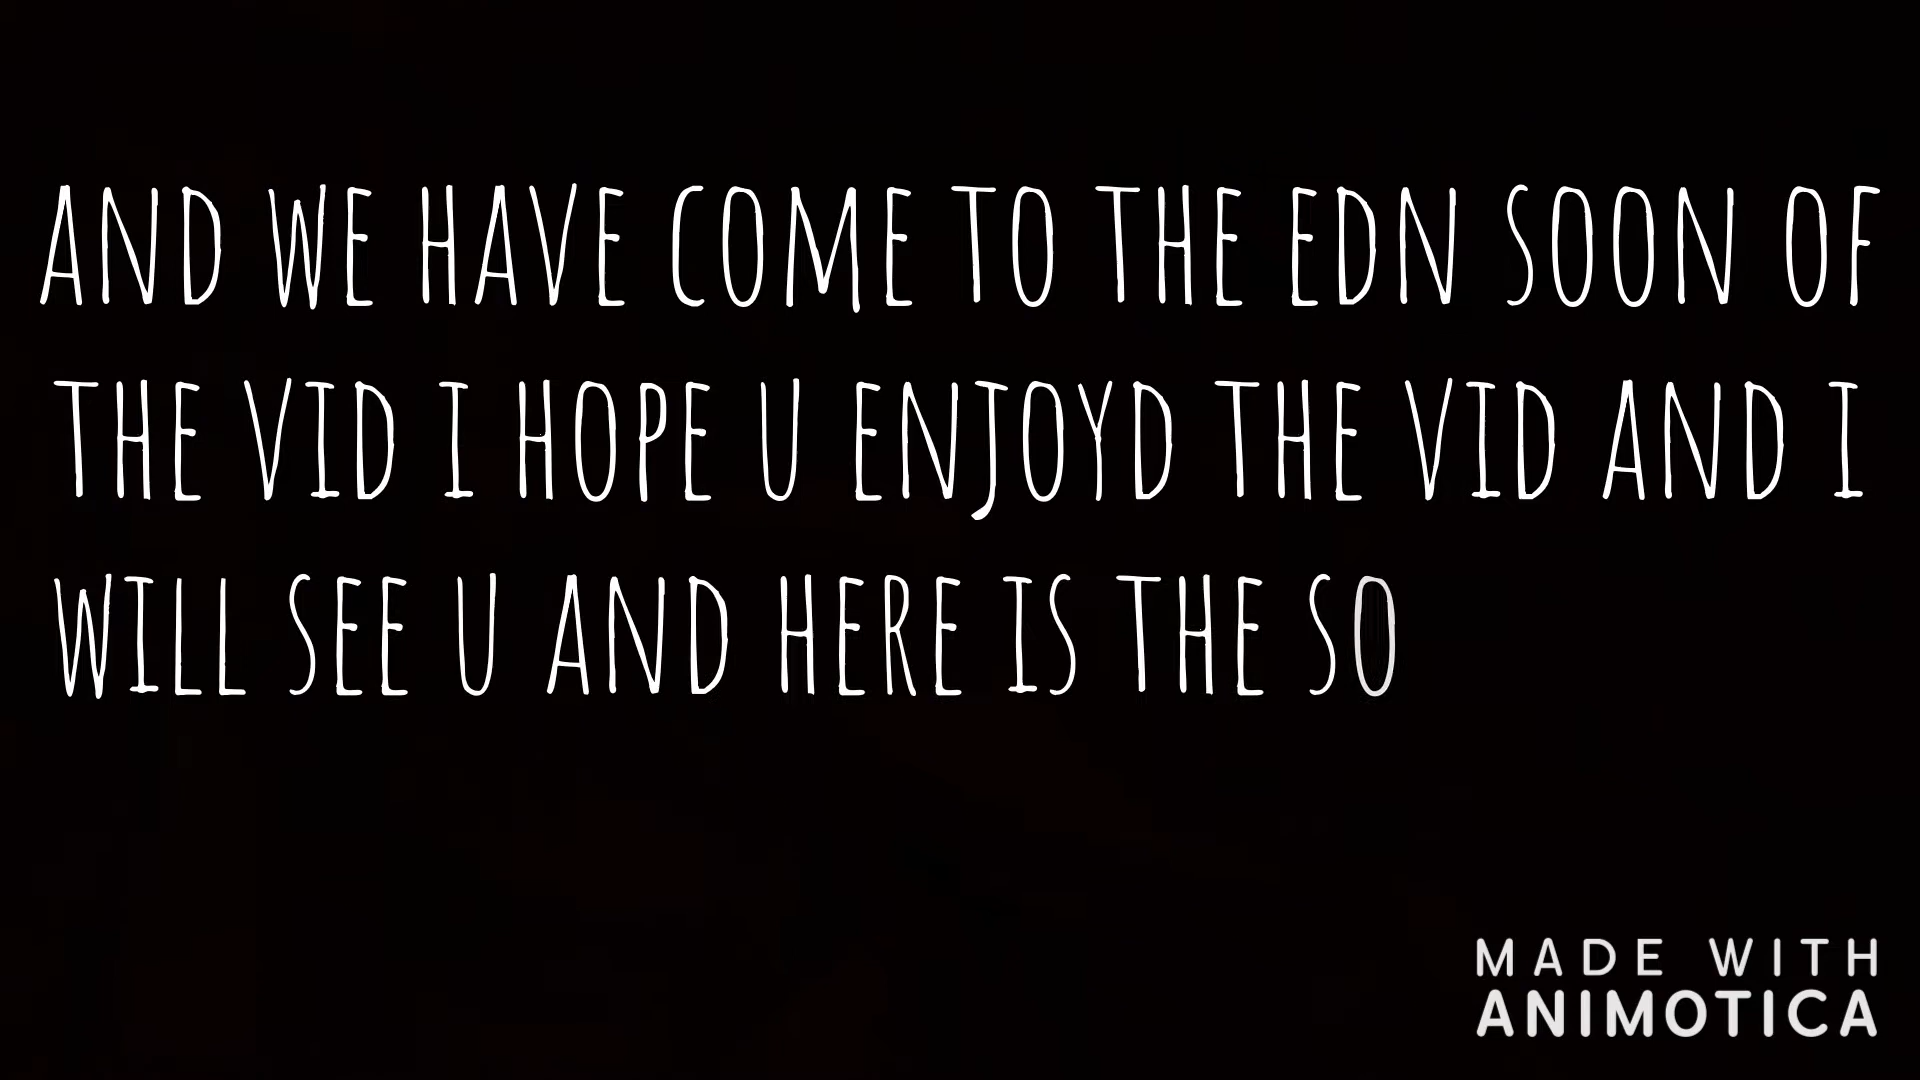 AND WE HAVE COME TO THE EDN SOON OF
THE VID I HOPE U ENJOYD THE VID AND I
WILL SEE U AND HERE IS THE SO
MADE WITH
ANIMOTICA